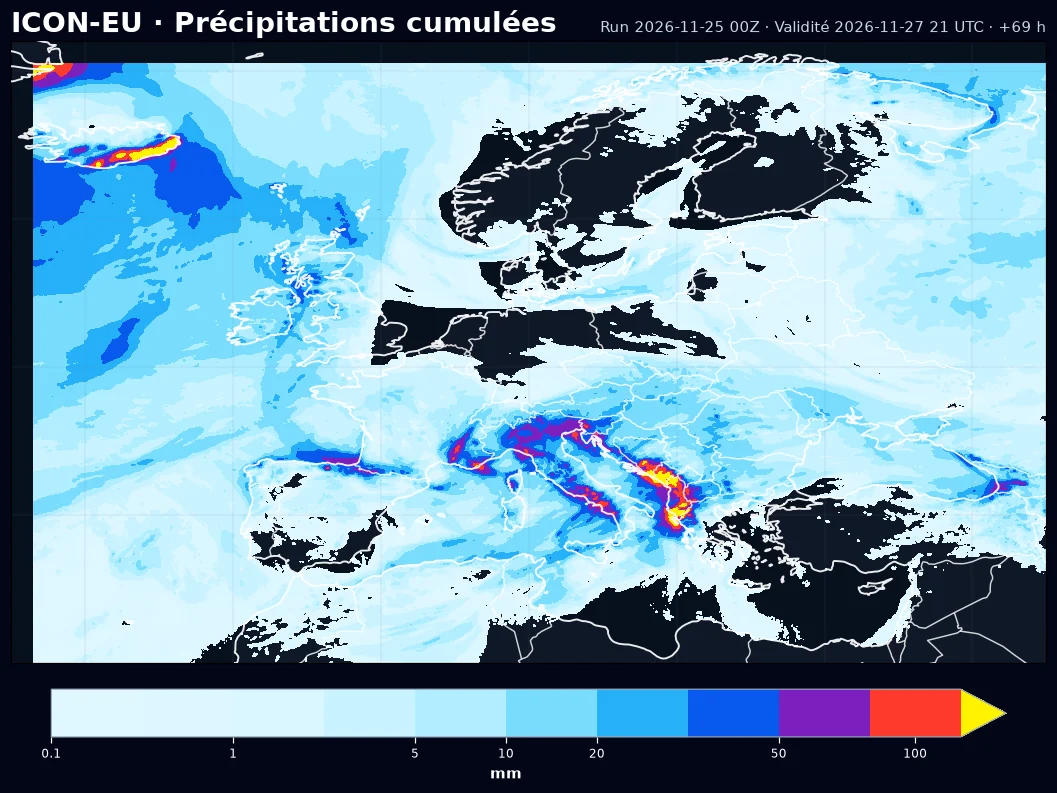 ICON-EU · Précipitations cumulées
Run 2026-11-25 00Z · Validité 2026-11-27 21 UTC · +69 h
0.1 1 5 10 20 50 100
mm